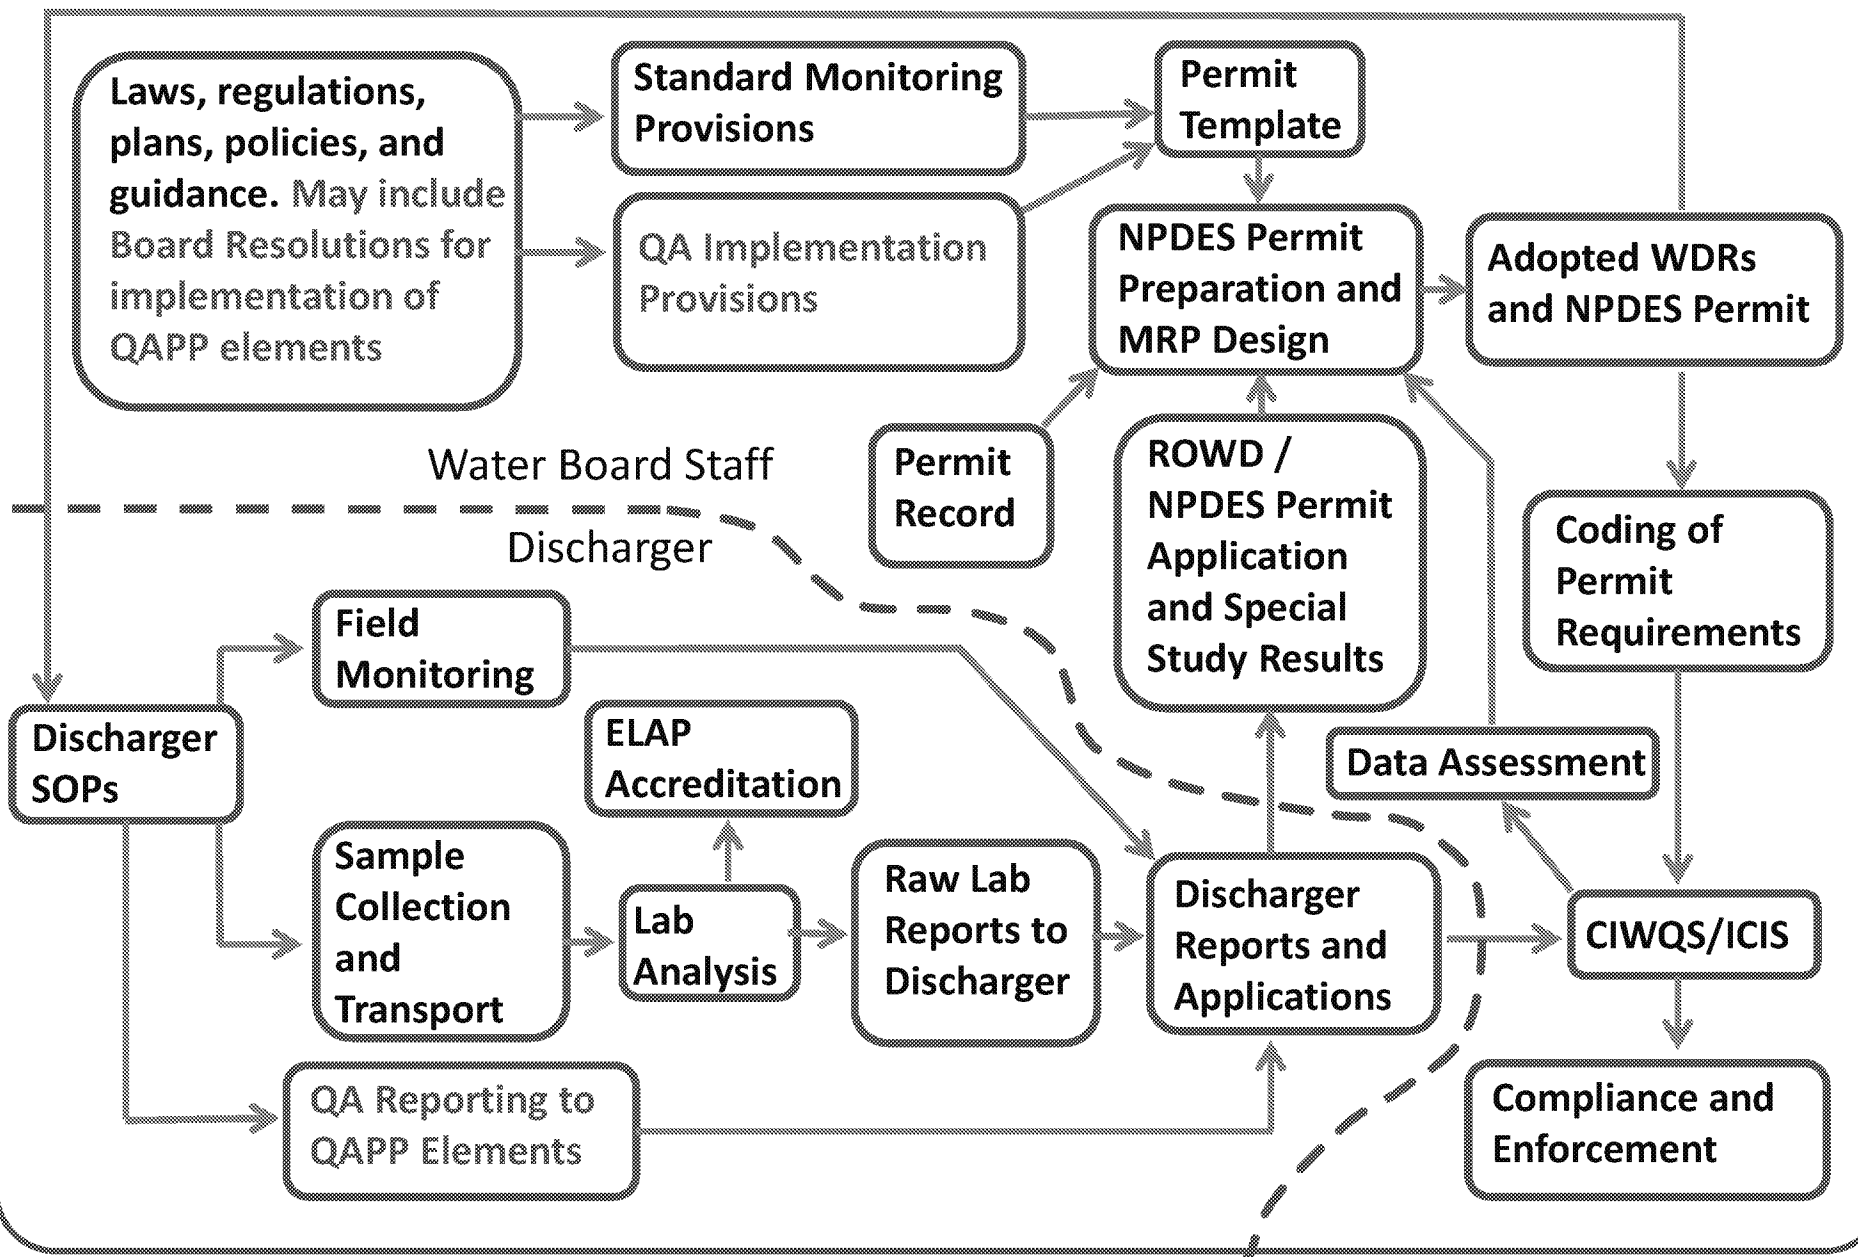 Laws, regulations,
plans, policies, and
guidance. May include
Board Resolutions for
implementation of
QAPP elements
Standard Monitoring
Provisions
QA Implementation
Provisions
Permit
Template
NPDES Permit
Preparation and
MRP Design
Adopted WDRs
and NPDES Permit
Permit
Record
ROWD /
NPDES Permit
Application
and Special
Study Results
Coding of
Permit
Requirements
Water Board Staff
Discharger
Field
Monitoring
Discharger
SOPs
ELAP
Accreditation
Data Assessment
Sample
Collection
and
Transport
Lab
Analysis
Raw Lab
Reports to
Discharger
Discharger
Reports and
Applications
CIWQS/ICIS
QA Reporting to
QAPP Elements
Compliance and
Enforcement